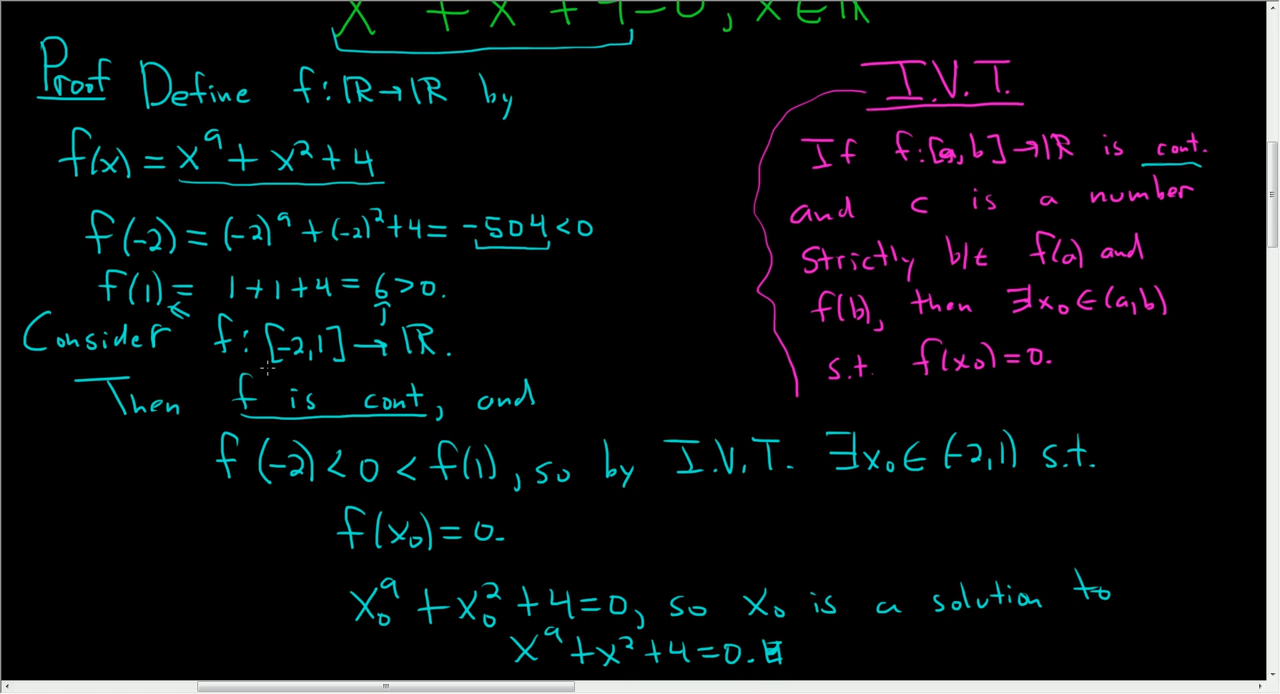 x + x + 4 = 0, x ∈ ℝ
Proof Define f: ℝ → ℝ by
f(x) = x⁹ + x² + 4
f(-2) = (-2)⁹ + (-2)² + 4 = -504 < 0
f(1) = 1 + 1 + 4 = 6 > 0.
Consider f: [-2,1] → ℝ.
Then f is cont, and
f(-2) < 0 < f(1), so by I.V.T. ∃x₀ ∈ (-2,1) s.t.
f(x₀) = 0.
x₀⁹ + x₀² + 4 = 0, so x₀ is a solution to
x⁹ + x² + 4 = 0.
I.V.T.
If f: [a,b] → ℝ is cont.
and c is a number
Strictly b/t f(a) and
f(b), then ∃x₀ ∈ (a,b)
s.t. f(x₀) = 0.